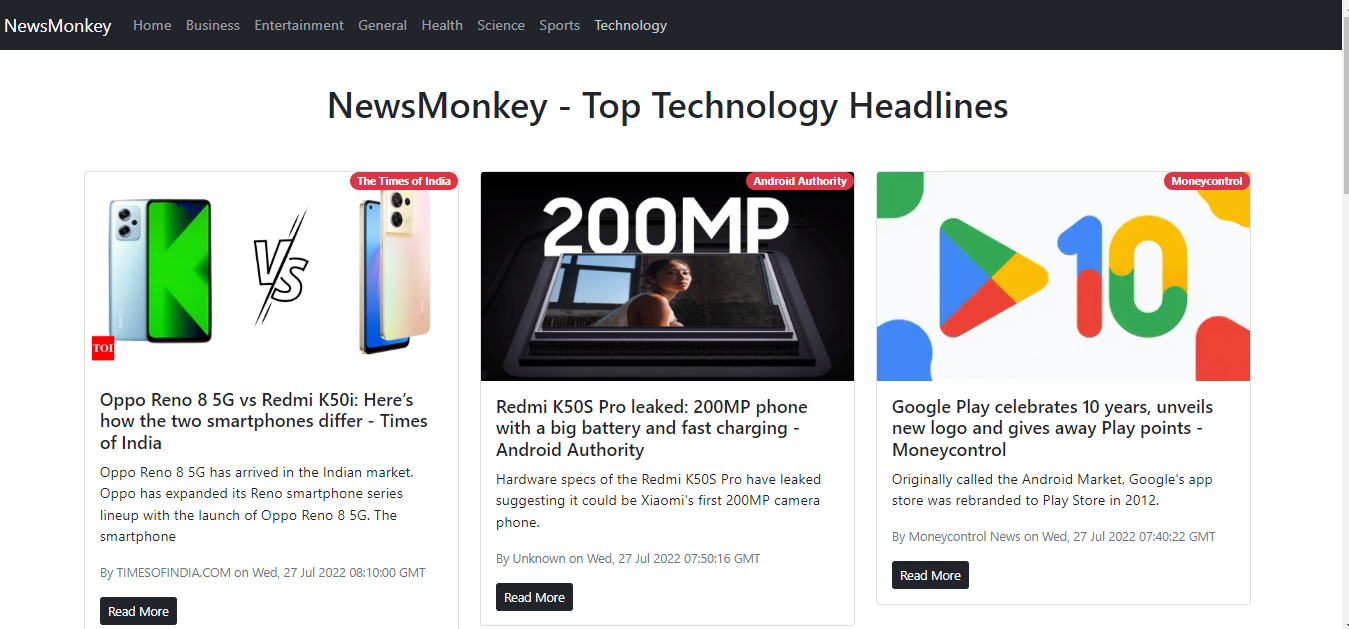 NewsMonkey Home Business Entertainment General Health Science Sports Technology
NewsMonkey - Top Technology Headlines
The Times of India
VS
TOI
Oppo Reno 8 5G vs Redmi K50i: Here’s
how the two smartphones differ - Times
of India
Oppo Reno 8 5G has arrived in the Indian market.
Oppo has expanded its Reno smartphone series
lineup with the launch of Oppo Reno 8 5G. The
smartphone
By TIMESOFINDIA.COM on Wed, 27 Jul 2022 08:10:00 GMT
Read More
Android Authority
200MP
Redmi K50S Pro leaked: 200MP phone
with a big battery and fast charging -
Android Authority
Hardware specs of the Redmi K50S Pro have leaked
suggesting it could be Xiaomi's first 200MP camera
phone.
By Unknown on Wed, 27 Jul 2022 07:50:16 GMT
Read More
Moneycontrol
10
Google Play celebrates 10 years, unveils
new logo and gives away Play points -
Moneycontrol
Originally called the Android Market, Google's app
store was rebranded to Play Store in 2012.
By Moneycontrol News on Wed, 27 Jul 2022 07:40:22 GMT
Read More